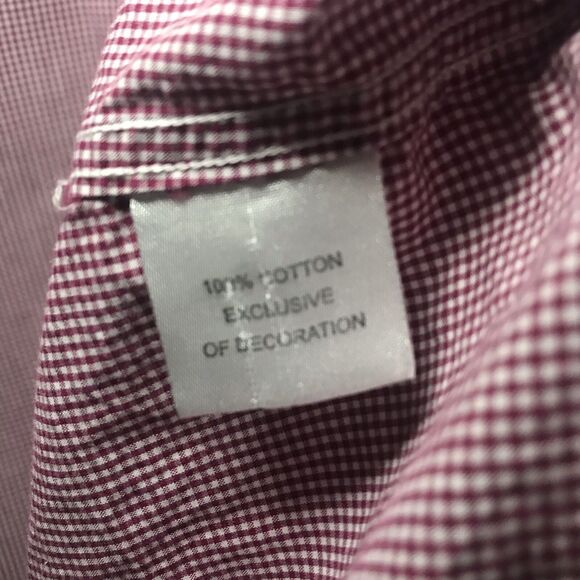 100% COTTON
EXCLUSIVE
OF DECORATION